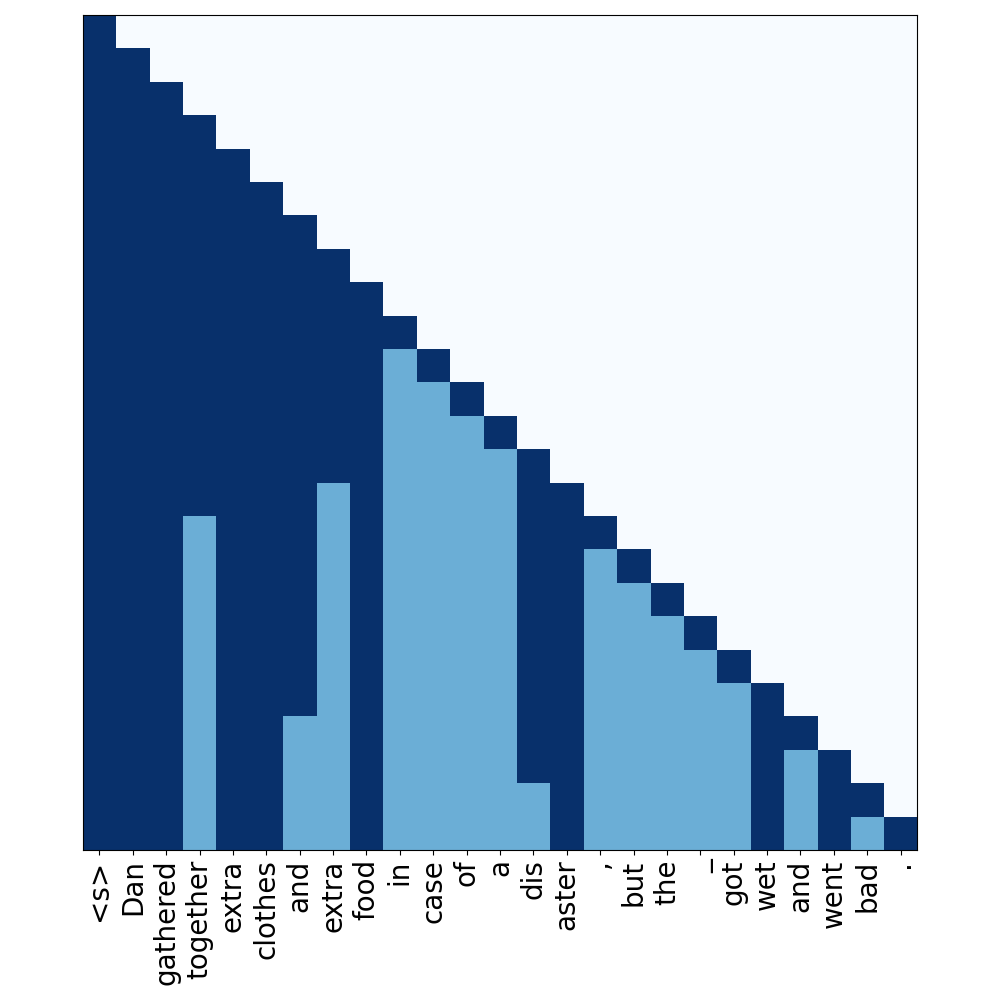 <s> Dan gathered together extra clothes and extra food in case of a dis aster , but the _ got wet and went bad .